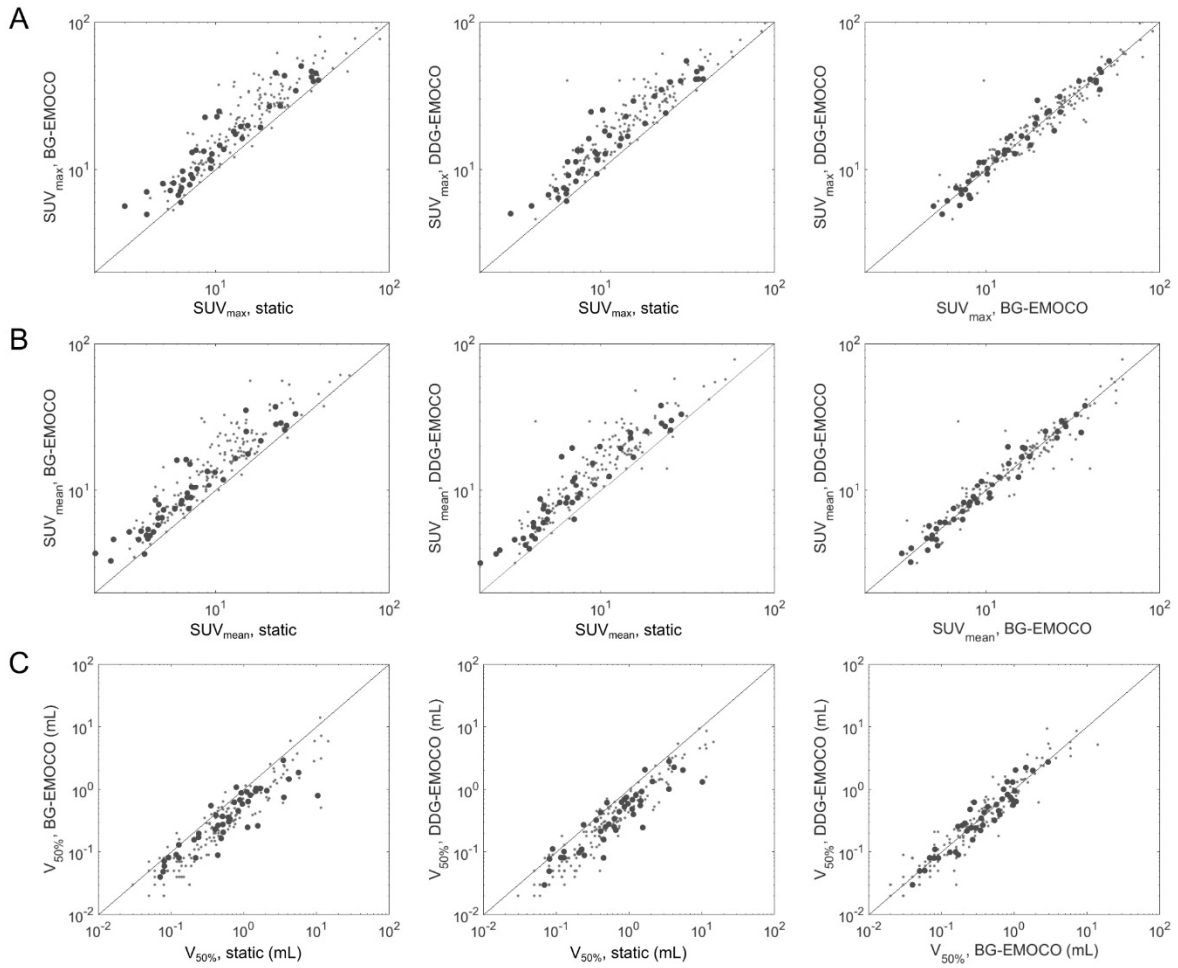 A
10²
10¹
SUVmax, BG-EMOCO
10¹
10²
SUVmax, static
10²
10¹
SUVmax, DDG-EMOCO
10¹
10²
SUVmax, static
10²
10¹
SUVmax, DDG-EMOCO
10¹
10²
SUVmax, BG-EMOCO
B
10²
10¹
SUVmean, BG-EMOCO
10¹
10²
SUVmean, static
10²
10¹
SUVmean, DDG-EMOCO
10¹
10²
SUVmean, static
10²
10¹
SUVmean, DDG-EMOCO
10¹
10²
SUVmean, BG-EMOCO
C
10²
10¹
10⁰
10⁻¹
10⁻²
V50%, BG-EMOCO (mL)
10⁻² 10⁻¹ 10⁰ 10¹ 10²
V50%, static (mL)
10²
10¹
10⁰
10⁻¹
10⁻²
V50%, DDG-EMOCO (mL)
10⁻² 10⁻¹ 10⁰ 10¹ 10²
V50%, static (mL)
10²
10¹
10⁰
10⁻¹
10⁻²
V50%, DDG-EMOCO (mL)
10⁻² 10⁻¹ 10⁰ 10¹ 10²
V50%, BG-EMOCO (mL)